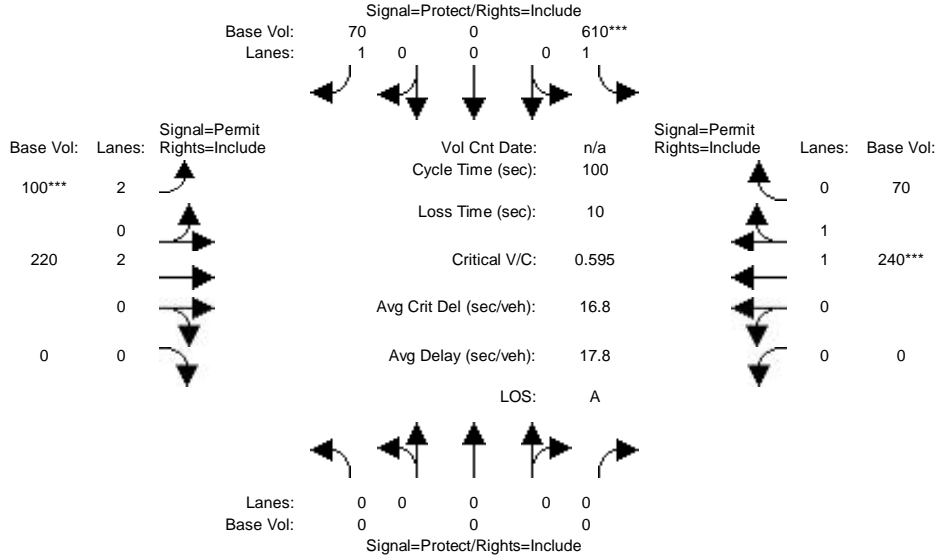 Signal=Protect/Rights=Include
Base Vol: 70 0 610***
Lanes: 1 0 0 0 1
Signal=Permit Signal=Permit
Base Vol: Lanes: Rights=Include Vol Cnt Date: n/a Rights=Include Lanes: Base Vol:
Cycle Time (sec): 100
100*** 2 0 70
Loss Time (sec): 10
0 1
220 2 Critical V/C: 0.595 1 240***
0 Avg Crit Del (sec/veh): 16.8 0
0 0 Avg Delay (sec/veh): 17.8 0 0
LOS: A
Lanes: 0 0 0 0 0
Base Vol: 0 0 0
Signal=Protect/Rights=Include